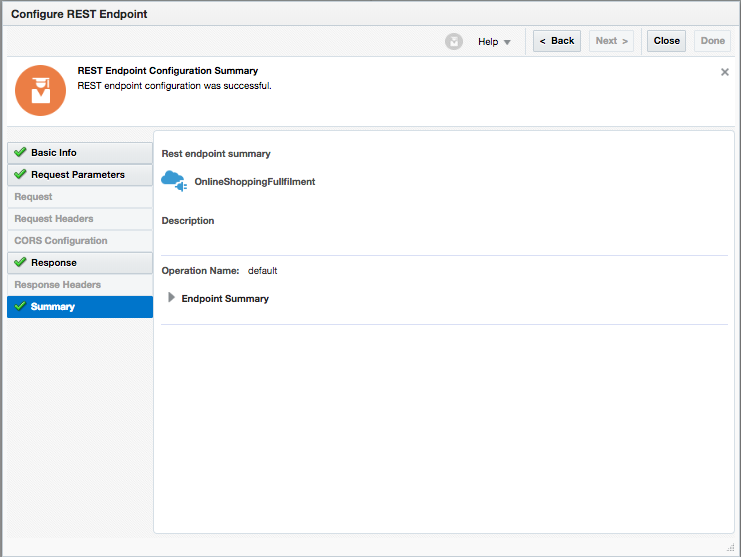 Configure REST Endpoint
Help
< Back
Next >
Close
Done
REST Endpoint Configuration Summary
REST endpoint configuration was successful.
Basic Info
Request Parameters
Request
Request Headers
CORS Configuration
Response
Response Headers
Summary
Rest endpoint summary
OnlineShoppingFullfilment
Description
Operation Name: default
Endpoint Summary